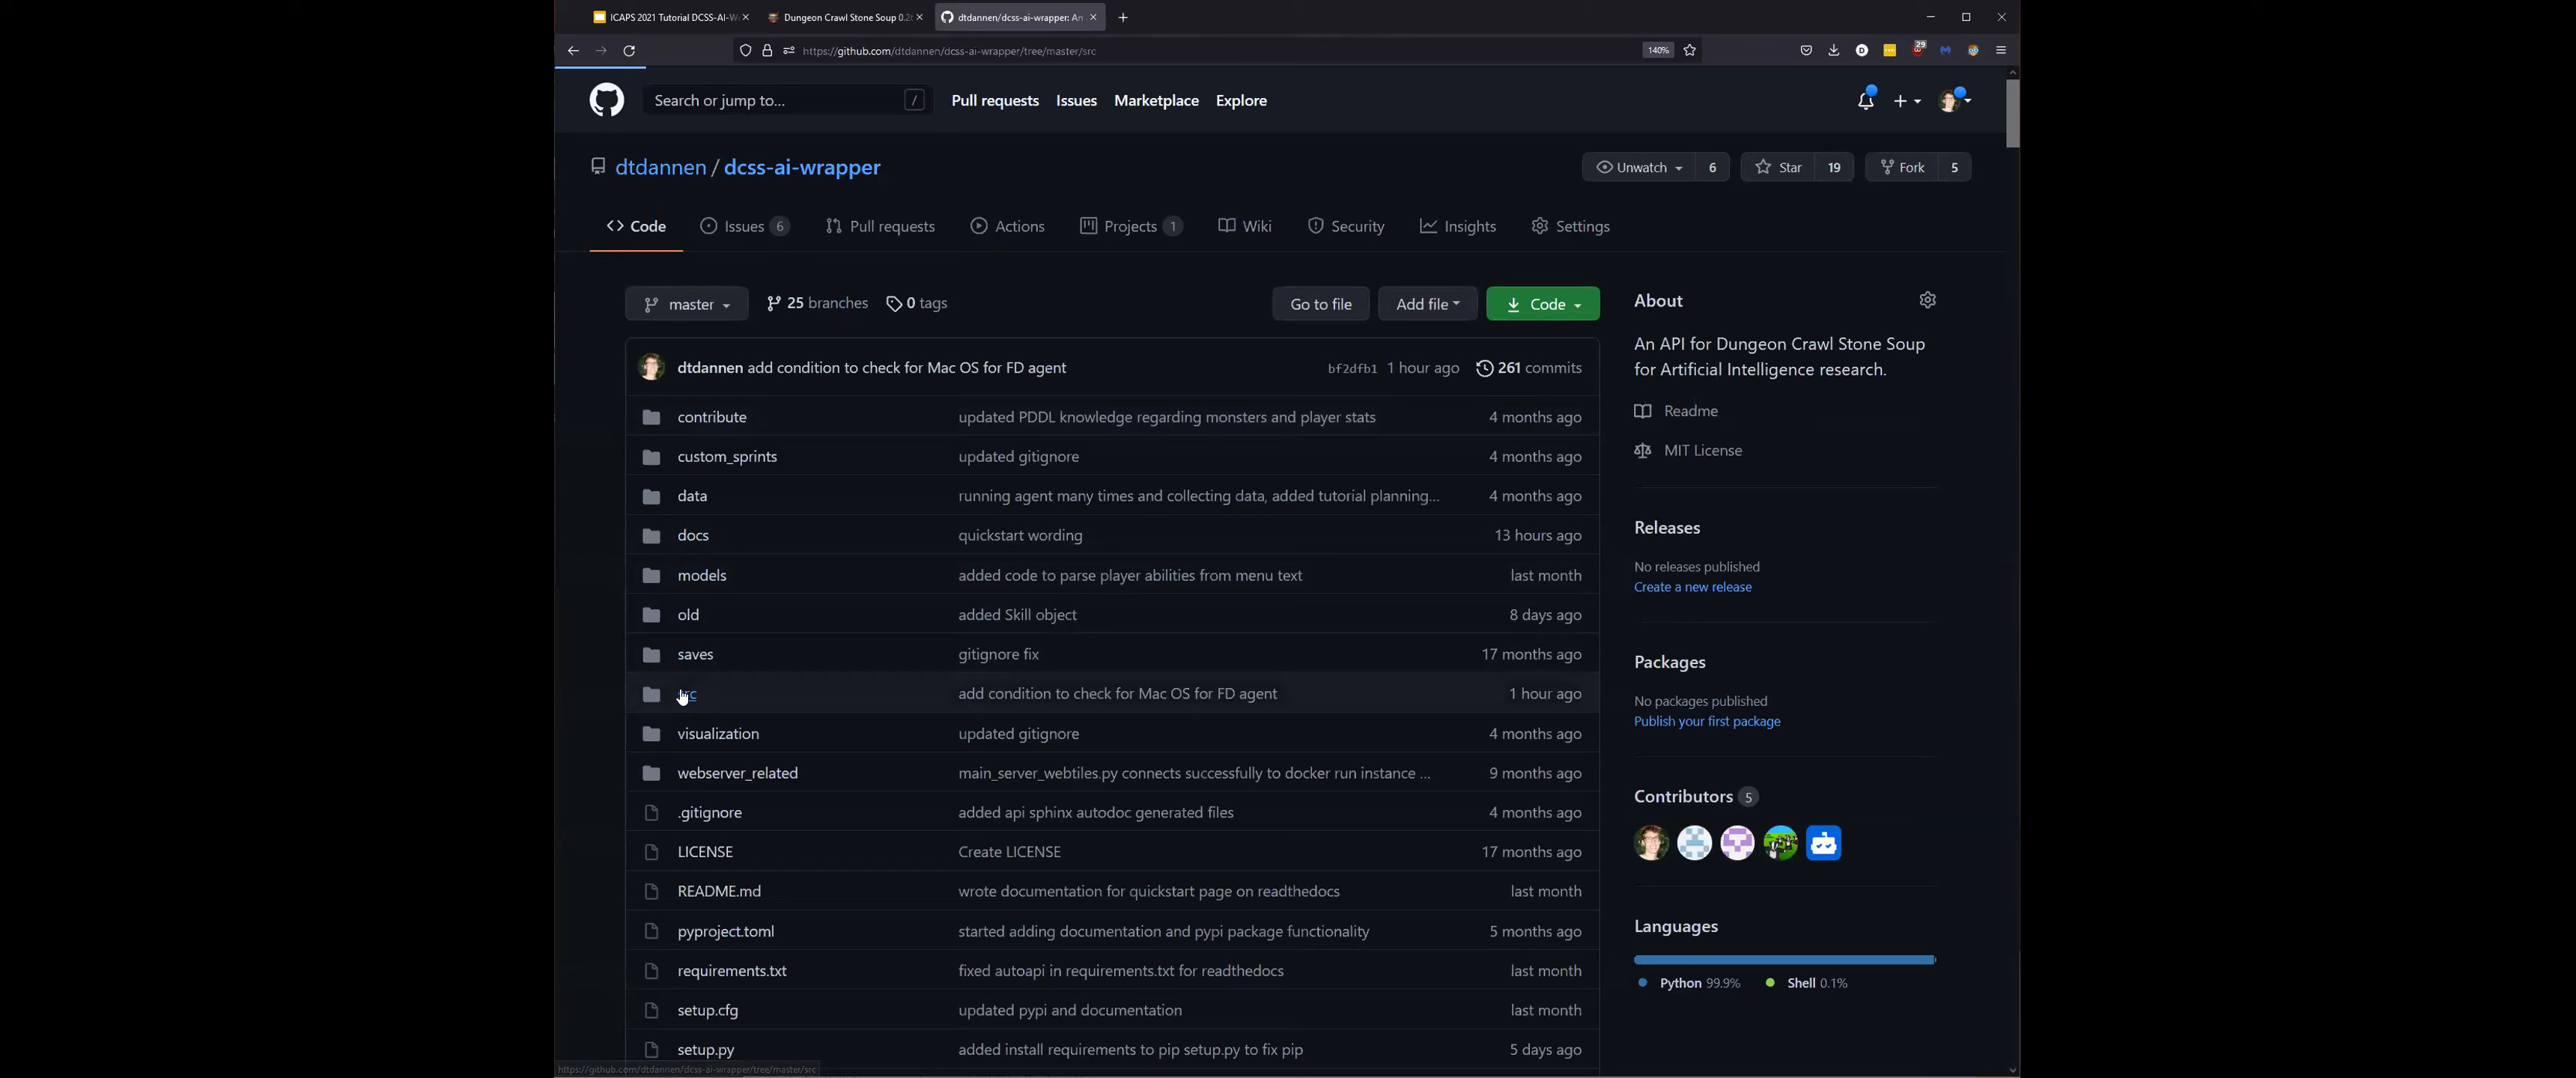 ICAPS 2021 Tutorial DCSS-AI-W
Dungeon Crawl Stone Soup 0.2
dtdannen/dcss-ai-wrapper: An
https://github.com/dtdannen/dcss-ai-wrapper/tree/master/src
140%
29
Search or jump to...
/
Pull requests
Issues
Marketplace
Explore
dtdannen / dcss-ai-wrapper
Unwatch 6
Star 19
Fork 5
Code
Issues 6
Pull requests
Actions
Projects 1
Wiki
Security
Insights
Settings
master
25 branches
0 tags
Go to file
Add file
Code
dtdannen add condition to check for Mac OS for FD agent bf2dfb1 1 hour ago 261 commits
contribute updated PDDL knowledge regarding monsters and player stats 4 months ago
custom_sprints updated gitignore 4 months ago
data running agent many times and collecting data, added tutorial planning... 4 months ago
docs quickstart wording 13 hours ago
models added code to parse player abilities from menu text last month
old added Skill object 8 days ago
saves gitignore fix 17 months ago
src add condition to check for Mac OS for FD agent 1 hour ago
visualization updated gitignore 4 months ago
webserver_related main_server_webtiles.py connects successfully to docker run instance ... 9 months ago
.gitignore added api sphinx autodoc generated files 4 months ago
LICENSE Create LICENSE 17 months ago
README.md wrote documentation for quickstart page on readthedocs last month
pyproject.toml started adding documentation and pypi package functionality 5 months ago
requirements.txt fixed autoapi in requirements.txt for readthedocs last month
setup.cfg updated pypi and documentation last month
setup.py added install requirements to pip setup.py to fix pip 5 days ago
About
An API for Dungeon Crawl Stone Soup
for Artificial Intelligence research.
Readme
MIT License
Releases
No releases published
Create a new release
Packages
No packages published
Publish your first package
Contributors 5
Languages
Python 99.9%
Shell 0.1%
https://github.com/dtdannen/dcss-ai-wrapper/tree/master/src